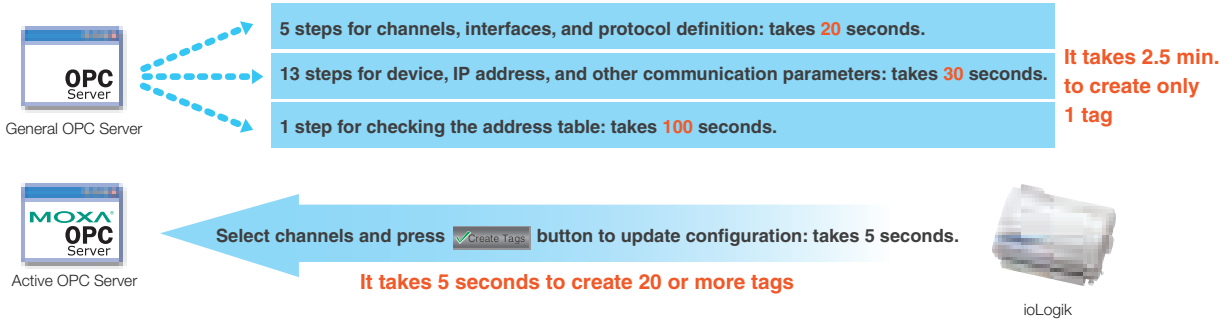 OPC
Server
General OPC Server
5 steps for channels, interfaces, and protocol definition: takes 20 seconds.
13 steps for device, IP address, and other communication parameters: takes 30 seconds.
1 step for checking the address table: takes 100 seconds.
It takes 2.5 min.
to create only
1 tag
MOXA
OPC
Server
Active OPC Server
Select channels and press Create Tags button to update configuration: takes 5 seconds.
It takes 5 seconds to create 20 or more tags
ioLogik